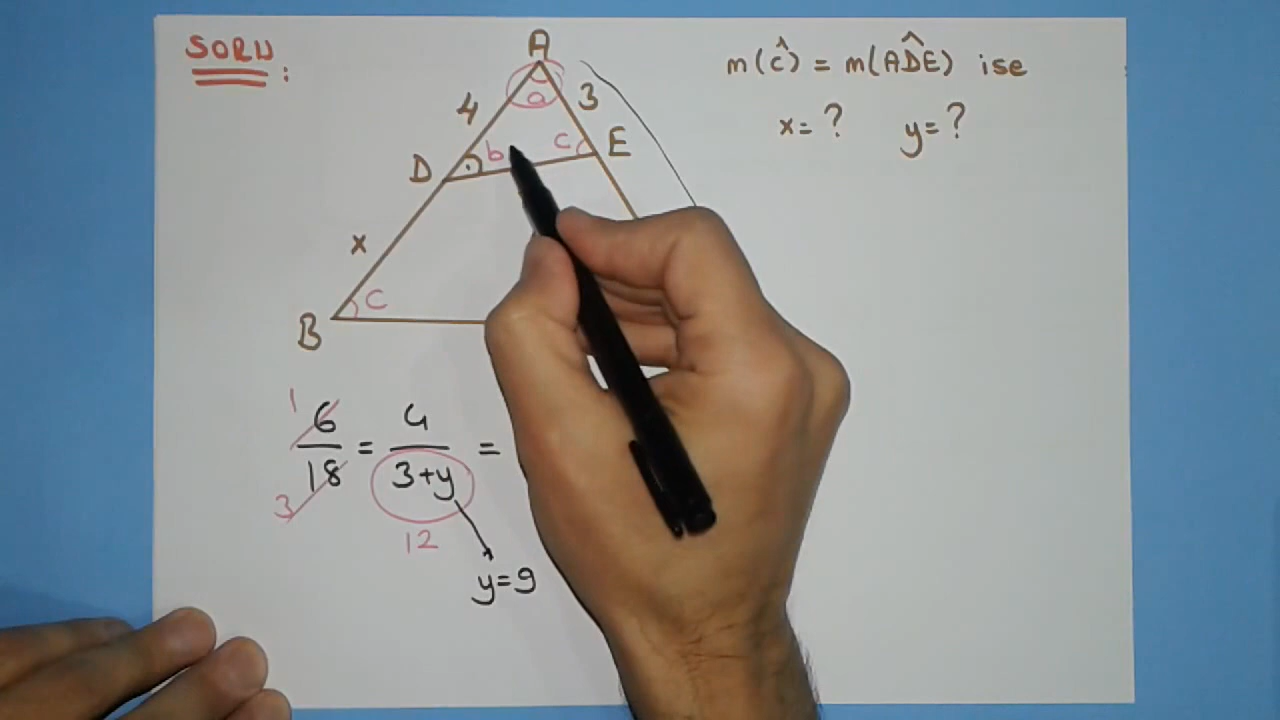 SORU :
A
4
a
3
D
b
c
E
x
c
B
m(Ĉ) = m(AD̂E) ise
x = ? y = ?
1
6/18 = 4/3+y =
3
12
y=9